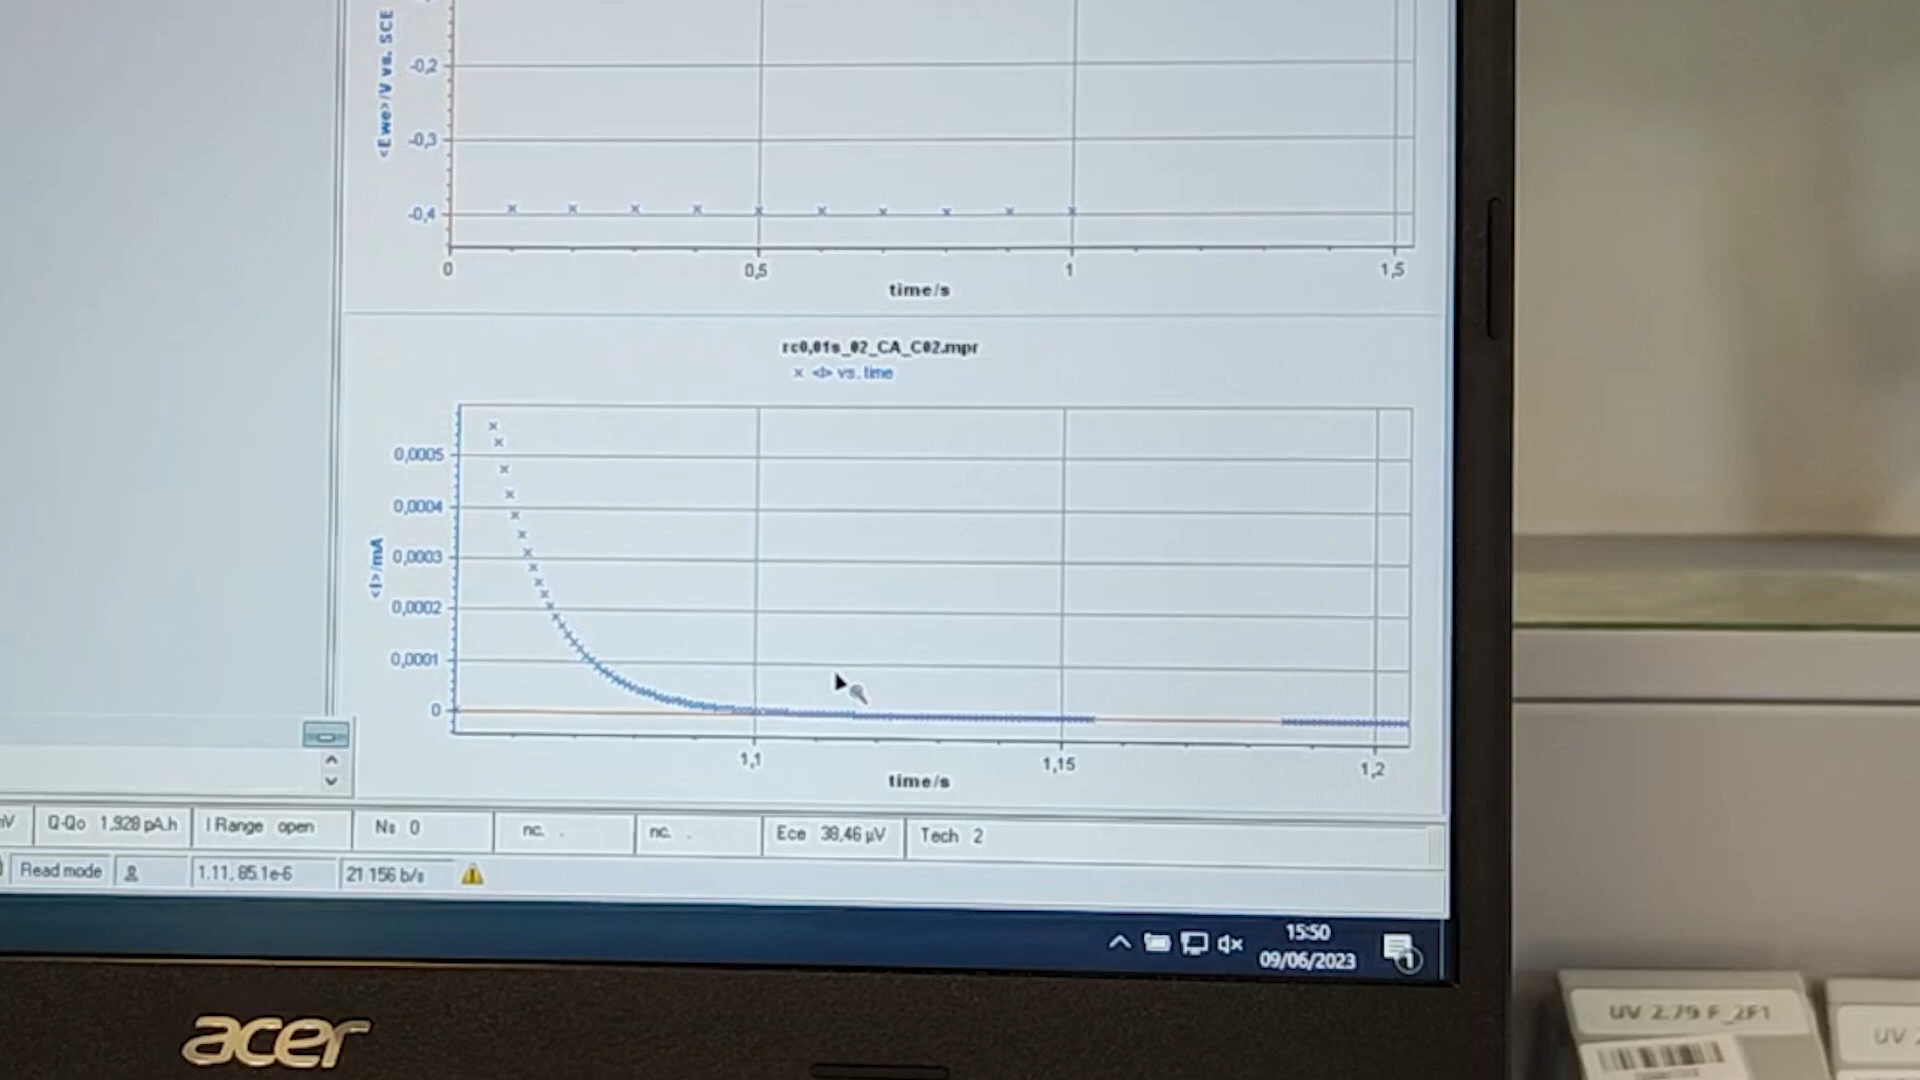 <Ewe>/V vs. SCE
-0,2
-0,3
-0,4
0
0,5
1
1,5
time/s
rc0,01s_02_CA_C02.mpr
<I> vs. time
<I>/mA
0,0005
0,0004
0,0003
0,0002
0,0001
0
1,1
1,15
1,2
time/s
Q-Qo 1,928 pA.h
I Range open
Ns 0
nc. .
nc. .
Ece 38,46 µV
Tech 2
Read mode
1.11, 85.1e-6
21 156 b/s
15:50
09/06/2023
1
acer
UV 2.79 F_2F1
UV